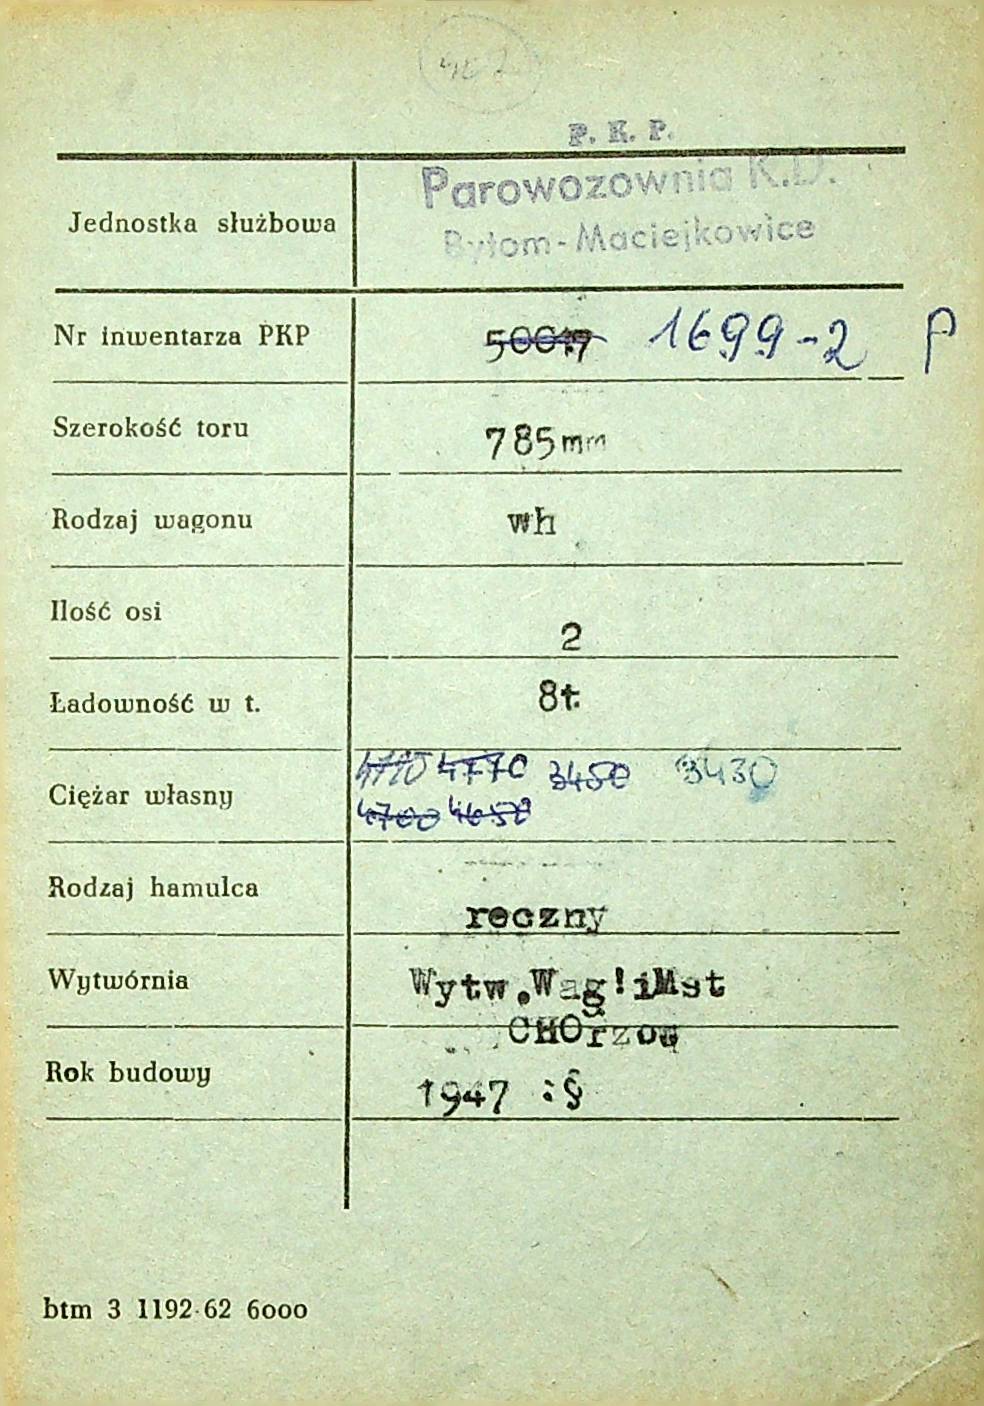 P. K. P.
Parowozownia K.D.
Jednostka służbowa
Bytom-Maciejkowice
Nr inwentarza PKP 50017 1699-2 P
Szerokość toru 785mm
Rodzaj wagonu wh
Ilość osi 2
Ładowność w t. 8t
4770 3450 3430
Ciężar własny
4700 4650
Rodzaj hamulca reczny
Wytwórnia Wytw.Wag!iMst
CHOrzow
Rok budowy 1947 :§
btm 3 1192-62 6000